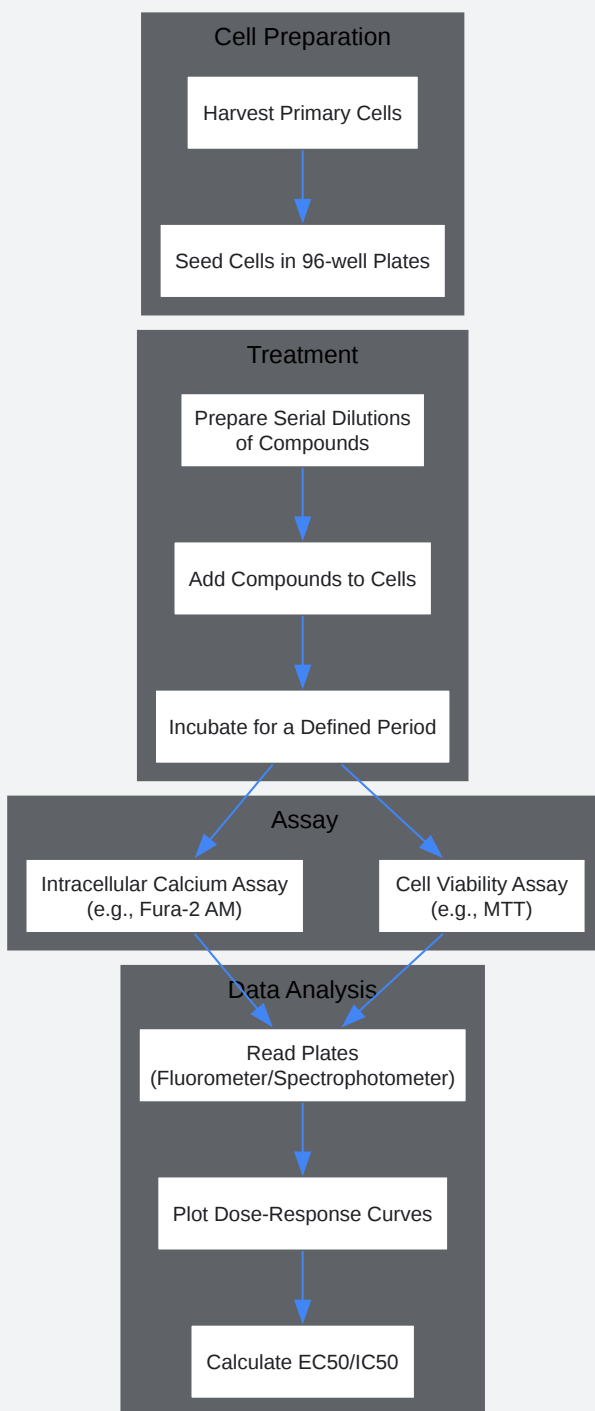 Cell Preparation
Harvest Primary Cells
Seed Cells in 96-well Plates
Treatment
Prepare Serial Dilutions
of Compounds
Add Compounds to Cells
Incubate for a Defined Period
Assay
Intracellular Calcium Assay
(e.g., Fura-2 AM)
Cell Viability Assay
(e.g., MTT)
Data Analysis
Read Plates
(Fluorometer/Spectrophotometer)
Plot Dose-Response Curves
Calculate EC50/IC50